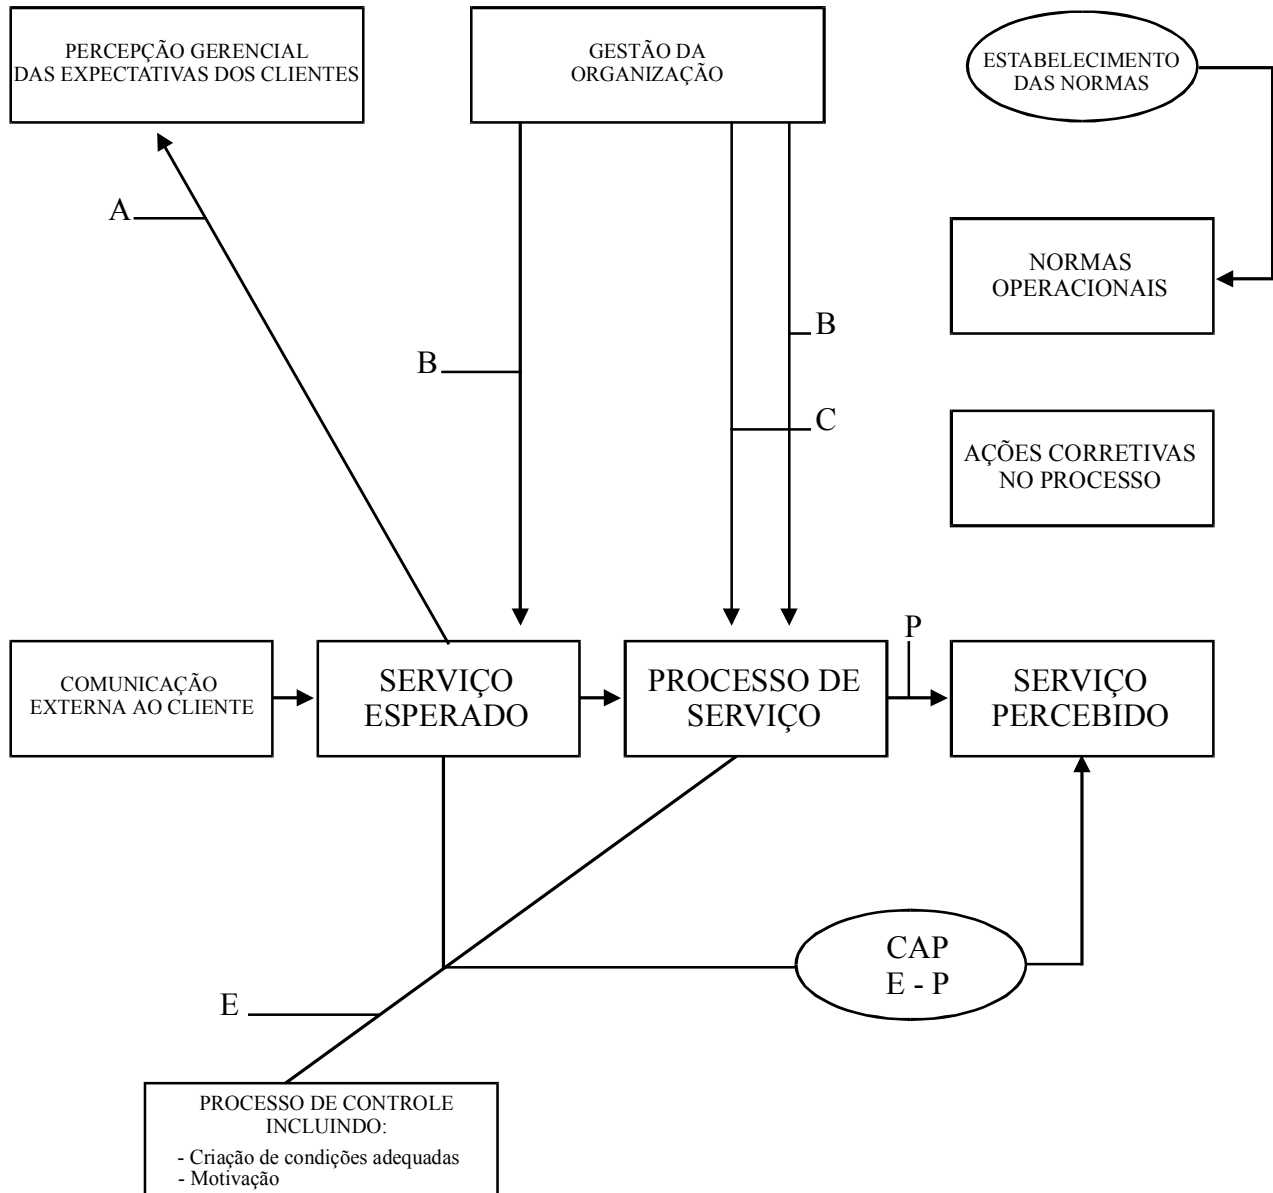 PERCEPÇÃO GERENCIAL
DAS EXPECTATIVAS DOS CLIENTES
GESTÃO DA
ORGANIZAÇÃO
ESTABELECIMENTO
DAS NORMAS
A
NORMAS
OPERACIONAIS
B
B
C
AÇÕES CORRETIVAS
NO PROCESSO
P
COMUNICAÇÃO
EXTERNA AO CLIENTE
SERVIÇO
ESPERADO
PROCESSO DE
SERVIÇO
SERVIÇO
PERCEBIDO
CAP
E - P
E
PROCESSO DE CONTROLE
INCLUINDO:
- Criação de condições adequadas
- Motivação